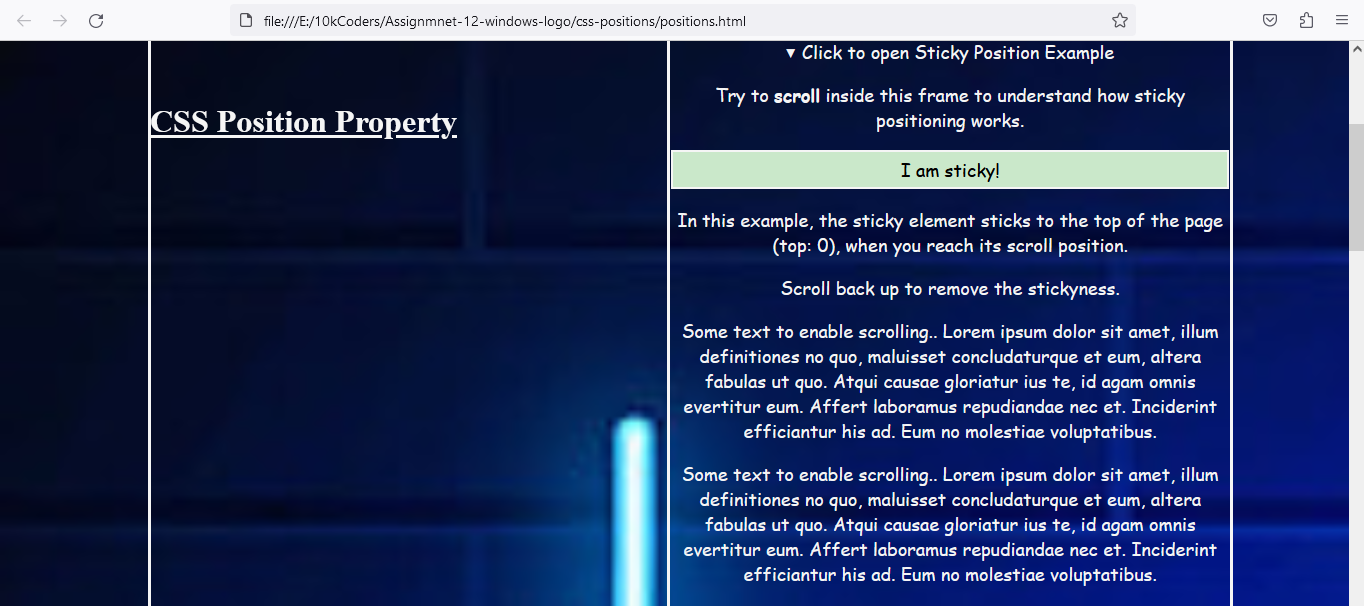 file:///E:/10kCoders/Assignmnet-12-windows-logo/css-positions/positions.html
CSS Position Property
▼ Click to open Sticky Position Example
Try to scroll inside this frame to understand how sticky
positioning works.
I am sticky!
In this example, the sticky element sticks to the top of the page
(top: 0), when you reach its scroll position.
Scroll back up to remove the stickyness.
Some text to enable scrolling.. Lorem ipsum dolor sit amet, illum
definitiones no quo, maluisset concludaturque et eum, altera
fabulas ut quo. Atqui causae gloriatur ius te, id agam omnis
evertitur eum. Affert laboramus repudiandae nec et. Inciderint
efficiantur his ad. Eum no molestiae voluptatibus.
Some text to enable scrolling.. Lorem ipsum dolor sit amet, illum
definitiones no quo, maluisset concludaturque et eum, altera
fabulas ut quo. Atqui causae gloriatur ius te, id agam omnis
evertitur eum. Affert laboramus repudiandae nec et. Inciderint
efficiantur his ad. Eum no molestiae voluptatibus.